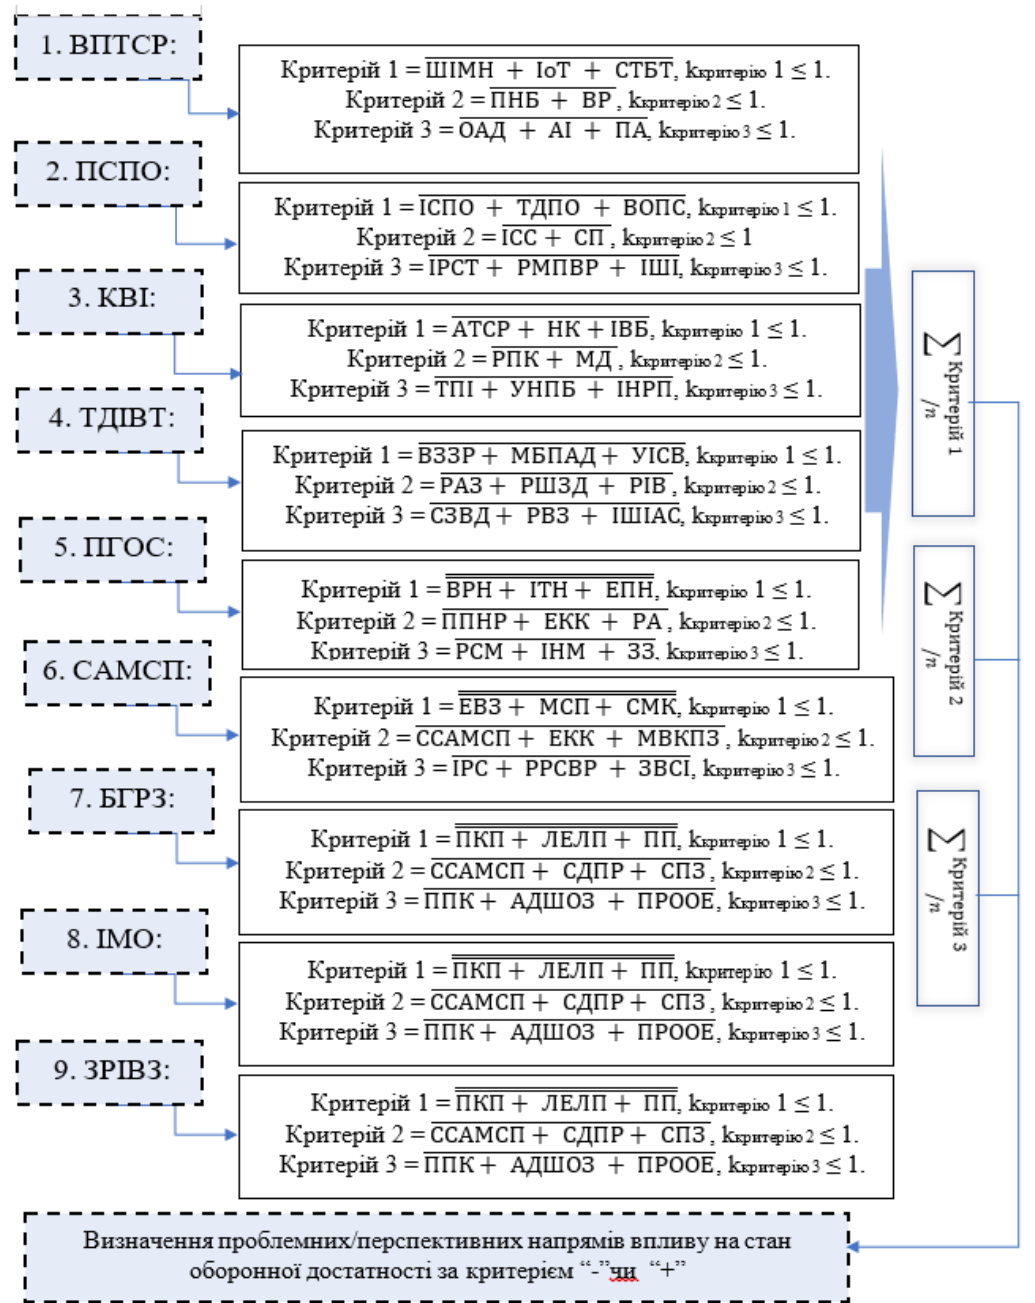 1. ВПТСР:
Критерій 1 = ШІМН + ІоТ + СТБТ, kкритерію 1 ≤ 1.
Критерій 2 = ПНБ + ВР, kкритерію 2 ≤ 1.
Критерій 3 = ОАД + АІ + ПА, kкритерію 3 ≤ 1.
2. ПСПО:
Критерій 1 = ІСПО + ТДПО + ВОПС, kкритерію 1 ≤ 1.
Критерій 2 = ІСС + СП, kкритерію 2 ≤ 1
Критерій 3 = ІРСТ + РМПВР + ІШІ, kкритерію 3 ≤ 1.
3. КВІ:
Критерій 1 = АТСР + НК + ІВБ, kкритерію 1 ≤ 1.
Критерій 2 = РПК + МД, kкритерію 2 ≤ 1.
Критерій 3 = ТПІ + УНПБ + ІНРП, kкритерію 3 ≤ 1.
4. ТДІВТ:
Критерій 1 = ВЗЗР + МБПАД + УІСВ, kкритерію 1 ≤ 1.
Критерій 2 = РАЗ + РШЗД + РІВ, kкритерію 2 ≤ 1.
Критерій 3 = СЗВД + РВЗ + ІШІАС, kкритерію 3 ≤ 1.
5. ПГОС:
Критерій 1 = ВРН + ІТН + ЕПН, kкритерію 1 ≤ 1.
Критерій 2 = ППНР + ЕКК + РА, kкритерію 2 ≤ 1.
Критерій 3 = РСМ + ІНМ + ЗЗ, kкритерію 3 ≤ 1.
6. САМСП:
Критерій 1 = ЕВЗ + МСП + СМК, kкритерію 1 ≤ 1.
Критерій 2 = ССАМСП + ЕКК + МВКПЗ, kкритерію 2 ≤ 1.
Критерій 3 = ІРС + РРСВР + ЗВСІ, kкритерію 3 ≤ 1.
7. БГРЗ:
Критерій 1 = ПКП + ЛЕЛП + ПП, kкритерію 1 ≤ 1.
Критерій 2 = ССАМСП + СДПР + СПЗ, kкритерію 2 ≤ 1.
Критерій 3 = ППК + АДШОЗ + ПРООЕ, kкритерію 3 ≤ 1.
8. ІМО:
Критерій 1 = ПКП + ЛЕЛП + ПП, kкритерію 1 ≤ 1.
Критерій 2 = ССАМСП + СДПР + СПЗ, kкритерію 2 ≤ 1.
Критерій 3 = ППК + АДШОЗ + ПРООЕ, kкритерію 3 ≤ 1.
9. ЗРІВЗ:
Критерій 1 = ПКП + ЛЕЛП + ПП, kкритерію 1 ≤ 1.
Критерій 2 = ССАМСП + СДПР + СПЗ, kкритерію 2 ≤ 1.
Критерій 3 = ППК + АДШОЗ + ПРООЕ, kкритерію 3 ≤ 1.
∑ Критерій 1
/n
∑ Критерій 2
/n
∑ Критерій 3
/n
Визначення проблемних/перспективних напрямів впливу на стан
оборонної достатності за критерієм “-”чи “+”